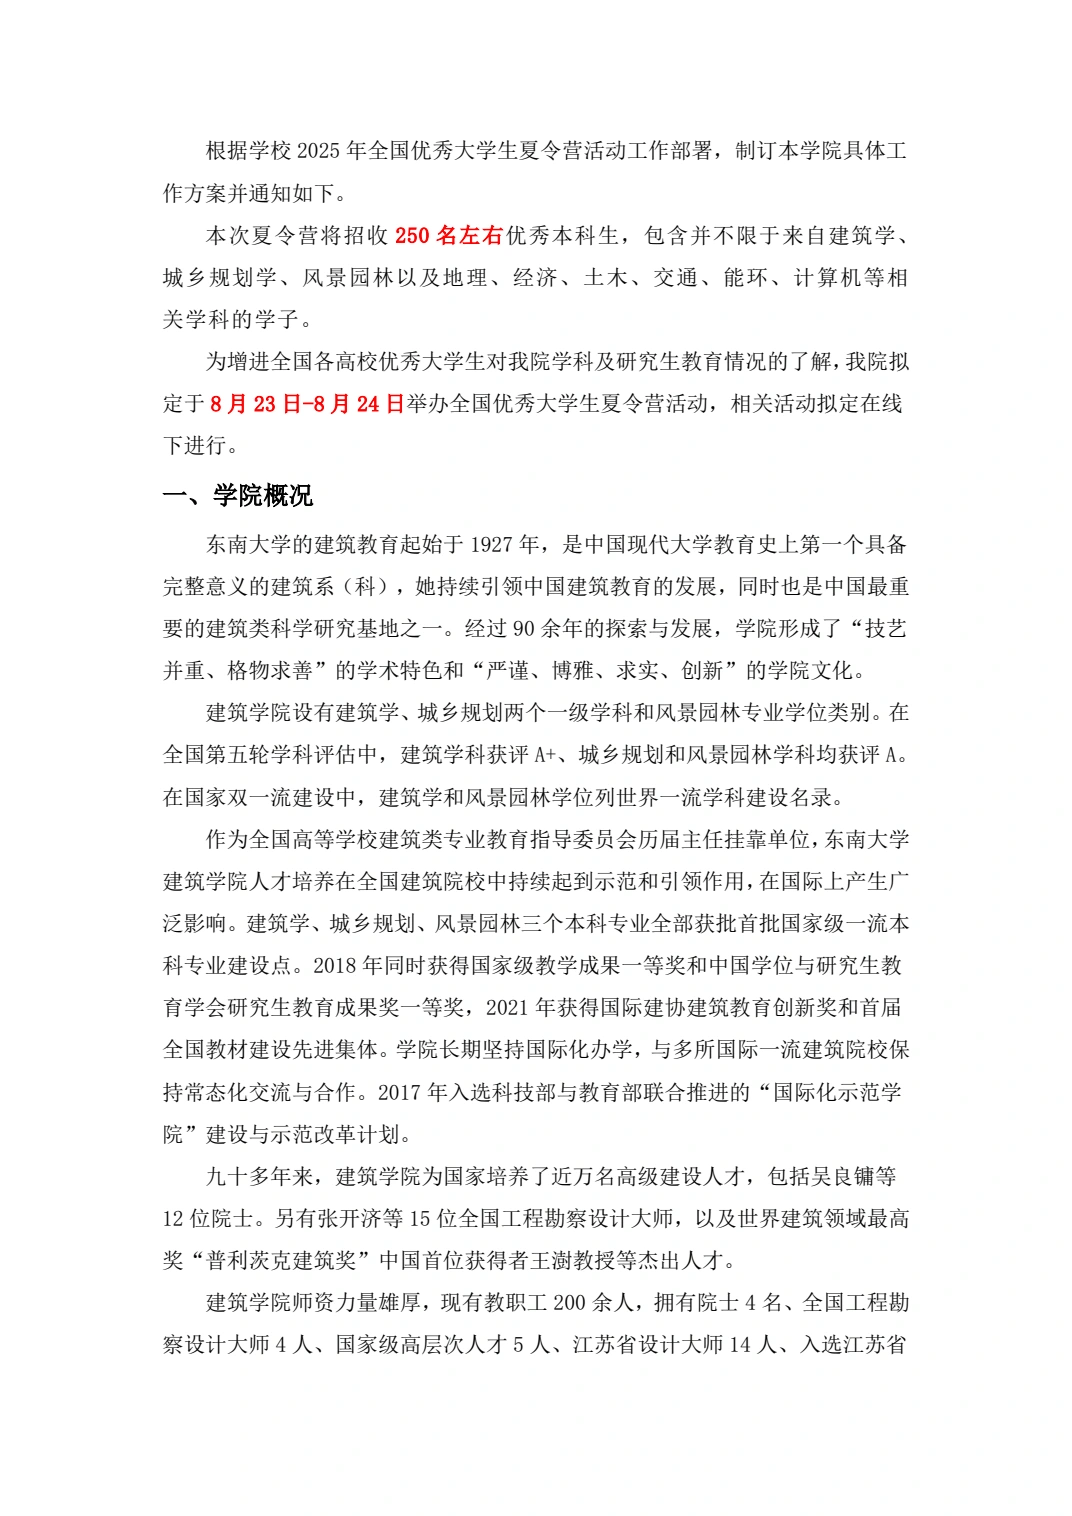 根据学校 2025 年全国优秀大学生夏令营活动工作部署，制订本学院具体工
作方案并通知如下。
本次夏令营将招收 250 名左右优秀本科生，包含并不限于来自建筑学、
城乡规划学、风景园林以及地理、经济、土木、交通、能环、计算机等相
关学科的学子。
为增进全国各高校优秀大学生对我院学科及研究生教育情况的了解，我院拟
定于 8 月 23 日-8 月 24 日举办全国优秀大学生夏令营活动，相关活动拟定在线
下进行。
一、学院概况
东南大学的建筑教育起始于 1927 年，是中国现代大学教育史上第一个具备
完整意义的建筑系（科），她持续引领中国建筑教育的发展，同时也是中国最重
要的建筑类科学研究基地之一。经过 90 余年的探索与发展，学院形成了“技艺
并重、格物求善”的学术特色和“严谨、博雅、求实、创新”的学院文化。
建筑学院设有建筑学、城乡规划两个一级学科和风景园林专业学位类别。在
全国第五轮学科评估中，建筑学科获评 A+、城乡规划和风景园林学科均获评 A。
在国家双一流建设中，建筑学和风景园林学位列世界一流学科建设名录。
作为全国高等学校建筑类专业教育指导委员会历届主任挂靠单位，东南大学
建筑学院人才培养在全国建筑院校中持续起到示范和引领作用，在国际上产生广
泛影响。建筑学、城乡规划、风景园林三个本科专业全部获批首批国家级一流本
科专业建设点。2018 年同时获得国家级教学成果一等奖和中国学位与研究生教
育学会研究生教育成果奖一等奖，2021 年获得国际建协建筑教育创新奖和首届
全国教材建设先进集体。学院长期坚持国际化办学，与多所国际一流建筑院校保
持常态化交流与合作。2017 年入选科技部与教育部联合推进的“国际化示范学
院”建设与示范改革计划。
九十多年来，建筑学院为国家培养了近万名高级建设人才，包括吴良镛等
12 位院士。另有张开济等 15 位全国工程勘察设计大师，以及世界建筑领域最高
奖“普利茨克建筑奖”中国首位获得者王澍教授等杰出人才。
建筑学院师资力量雄厚，现有教职工 200 余人，拥有院士 4 名、全国工程勘
察设计大师 4 人、国家级高层次人才 5 人、江苏省设计大师 14 人、入选江苏省